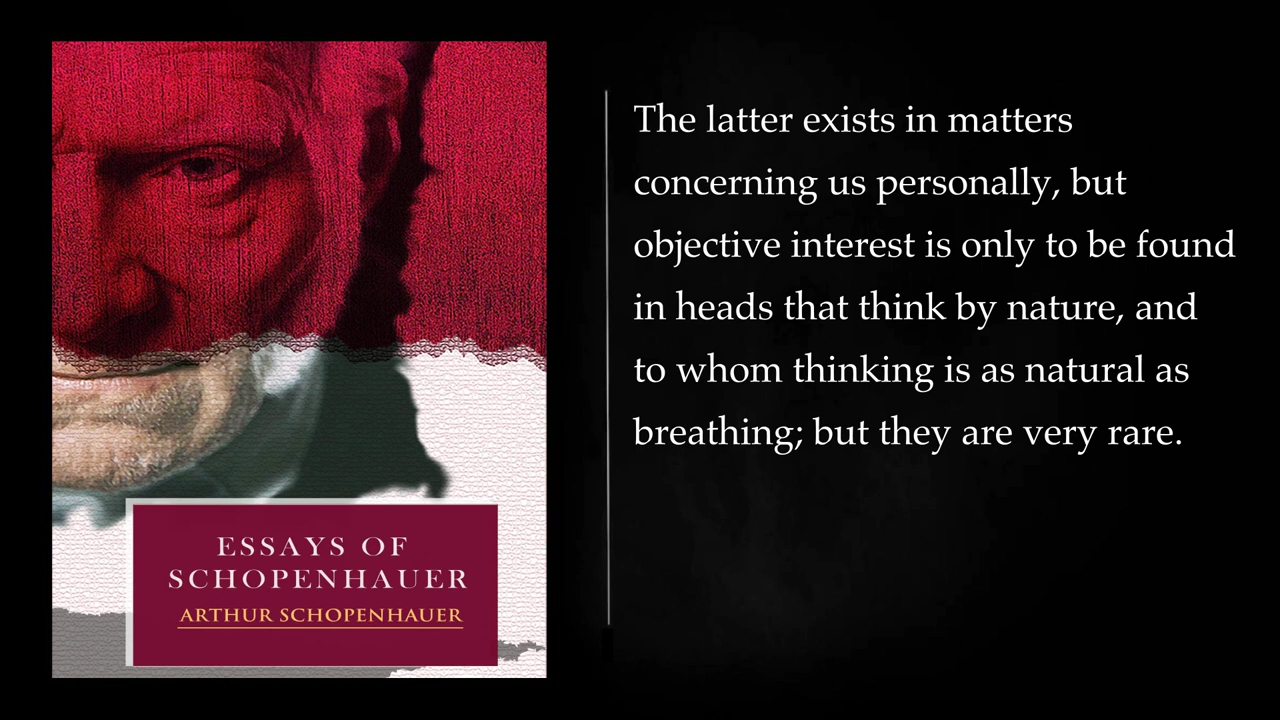 ESSAYS OF
SCHOPENHAUER
ARTHUR SCHOPENHAUER
The latter exists in matters
concerning us personally, but
objective interest is only to be found
in heads that think by nature, and
to whom thinking is as natural as
breathing; but they are very rare.